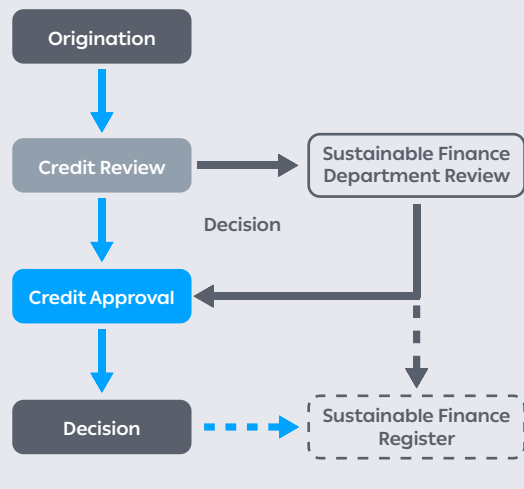 Origination
Credit Review
Sustainable Finance
Department Review
Decision
Credit Approval
Decision
Sustainable Finance
Register